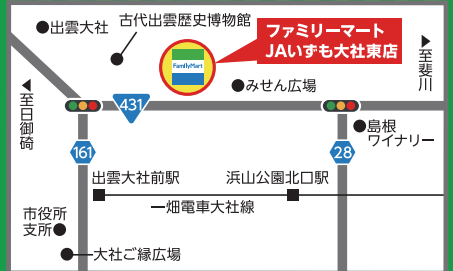 出雲大社
古代出雲歴史博物館
ファミリーマート
JAいずも大社東店
FamilyMart
みせん広場
至斐川
至日御碕
431
島根
ワイナリー
161
28
出雲大社前駅
浜山公園北口駅
一畑電車大社線
市役所
支所
大社ご縁広場